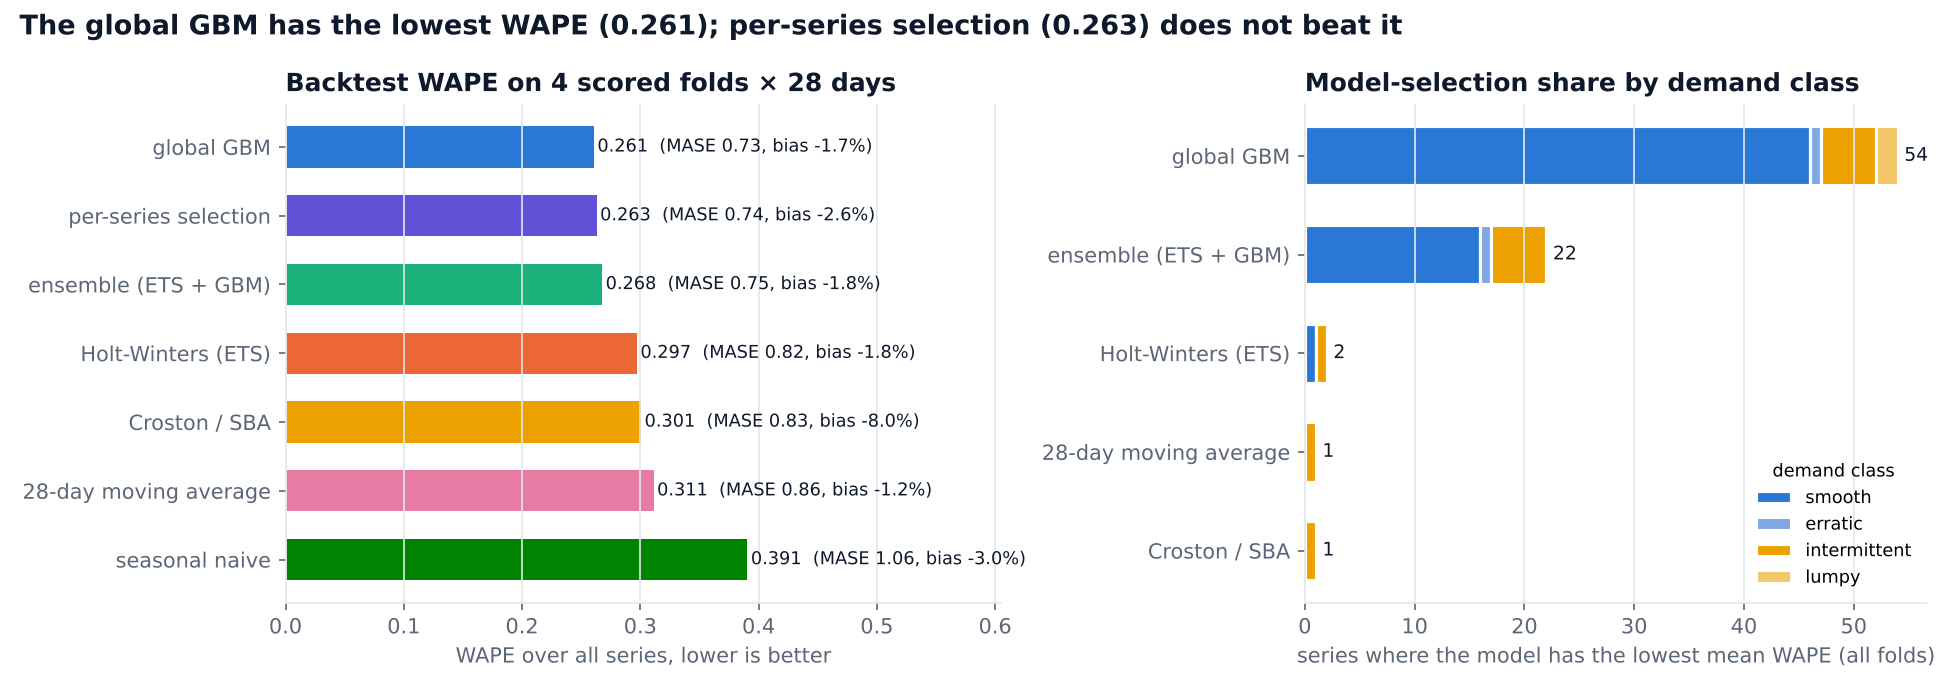 The global GBM has the lowest WAPE (0.261); per-series selection (0.263) does not beat it
Backtest WAPE on 4 scored folds × 28 days
global GBM
0.261 (MASE 0.73, bias -1.7%)
per-series selection
0.263 (MASE 0.74, bias -2.6%)
ensemble (ETS + GBM)
0.268 (MASE 0.75, bias -1.8%)
Holt-Winters (ETS)
0.297 (MASE 0.82, bias -1.8%)
Croston / SBA
0.301 (MASE 0.83, bias -8.0%)
28-day moving average
0.311 (MASE 0.86, bias -1.2%)
seasonal naive
0.391 (MASE 1.06, bias -3.0%)
0.0 0.1 0.2 0.3 0.4 0.5 0.6
WAPE over all series, lower is better
Model-selection share by demand class
global GBM
54
ensemble (ETS + GBM)
22
Holt-Winters (ETS)
2
28-day moving average
1
Croston / SBA
1
demand class
smooth
erratic
intermittent
lumpy
0 10 20 30 40 50
series where the model has the lowest mean WAPE (all folds)